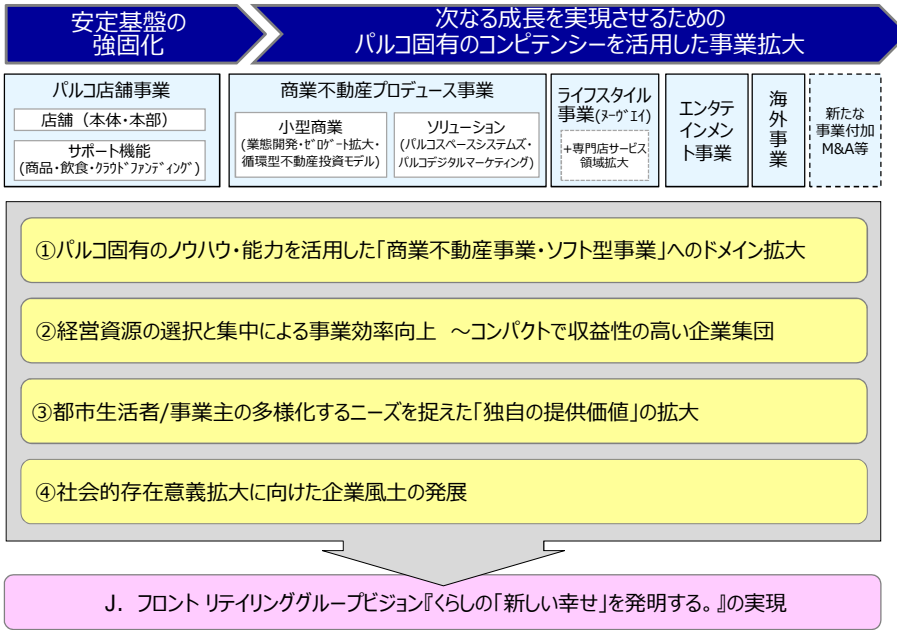 安定基盤の
強固化
次なる成長を実現させるための
パルコ固有のコンピテンシーを活用した事業拡大
パルコ店舗事業
店舗（本体・本部）
サポート機能
(商品・飲食・ｸﾗｳﾄﾞﾌｧﾝﾃﾞｨﾝｸﾞ)
商業不動産プロデュース事業
小型商業
(業態開発・ｾﾞﾛｹﾞｰﾄ拡大・
循環型不動産投資モデル)
ソリューション
(パルコスペースシステムズ・
パルコデジタルマーケティング)
ライフスタイル
事業(ﾇｰｳﾞｴｲ)
+専門店サービス
領域拡大
エンタテ
インメン
ト事業
海
外
事
業
新たな
事業付加
M&A等
①パルコ固有のノウハウ・能力を活用した「商業不動産事業・ソフト型事業」へのドメイン拡大
②経営資源の選択と集中による事業効率向上　～コンパクトで収益性の高い企業集団
③都市生活者/事業主の多様化するニーズを捉えた「独自の提供価値」の拡大
④社会的存在意義拡大に向けた企業風土の発展
J. フロント リテイリンググループビジョン『くらしの「新しい幸せ」を発明する。』の実現